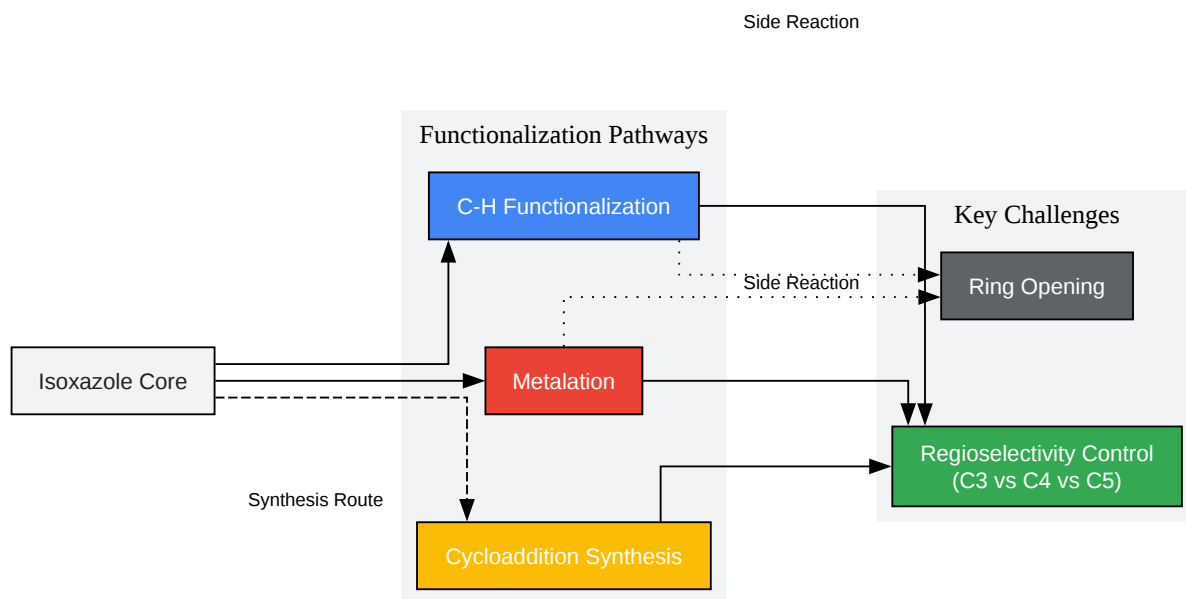 Side Reaction
Functionalization Pathways
C-H Functionalization
Key Challenges
Side Reaction
Ring Opening
Isoxazole Core
Metalation
Regioselectivity Control
(C3 vs C4 vs C5)
Synthesis Route
Cycloaddition Synthesis